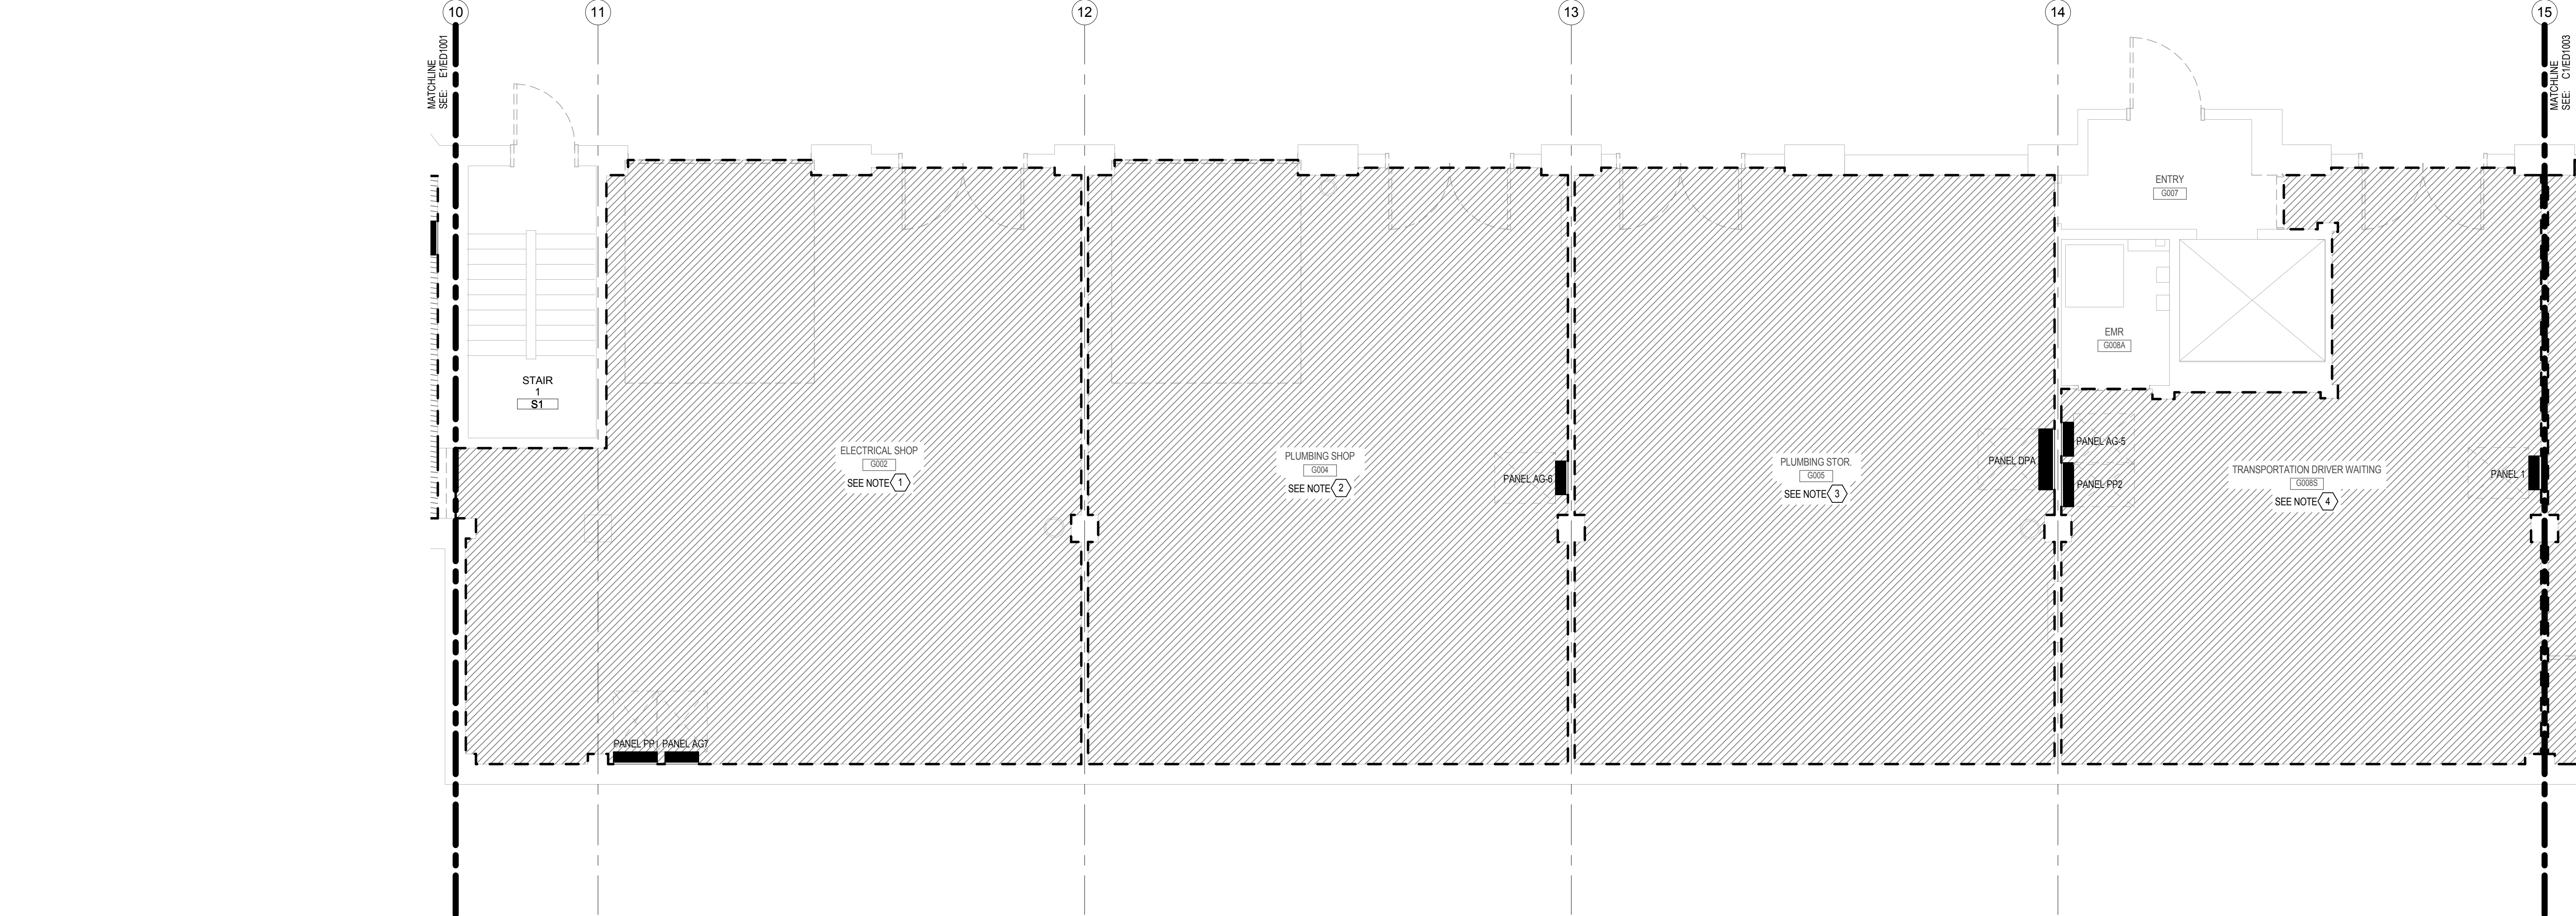 10
11
12
13
14
15
MATCHLINE
SEE: E1/ED1001
MATCHLINE
SEE: C1/ED1003
ENTRY
G007
EMR
G008A
STAIR
1
S1
ELECTRICAL SHOP
G002
SEE NOTE 1
PLUMBING SHOP
G004
SEE NOTE 2
PANEL AG-6
PLUMBING STOR.
G005
SEE NOTE 3
PANEL DPA
PANEL AG-5
PANEL PP2
TRANSPORTATION DRIVER WAITING
G008S
SEE NOTE 4
PANEL 1
PANEL PP1
PANEL AG7